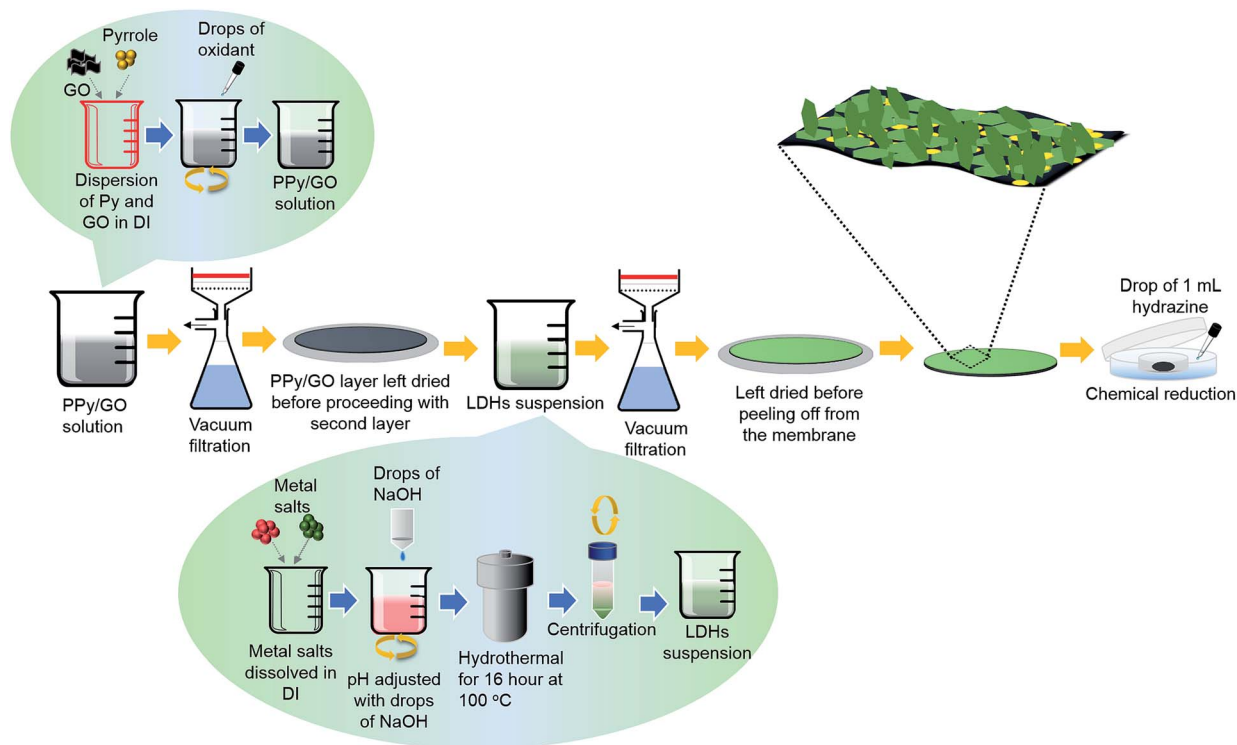 Pyrrole
GO
Drops of
oxidant
Dispersion
of Py and
GO in DI
PPy/GO
solution
PPy/GO
solution
Vacuum
filtration
PPy/GO layer left dried
before proceeding with
second layer
LDHs suspension
Vacuum
filtration
Left dried before
peeling off from
the membrane
Drop of 1 mL
hydrazine
Chemical reduction
Metal
salts
Metal salts
dissolved in
DI
Drops of
NaOH
pH adjusted
with drops
of NaOH
Hydrothermal
for 16 hour at
100 ºC
Centrifugation
LDHs
suspension